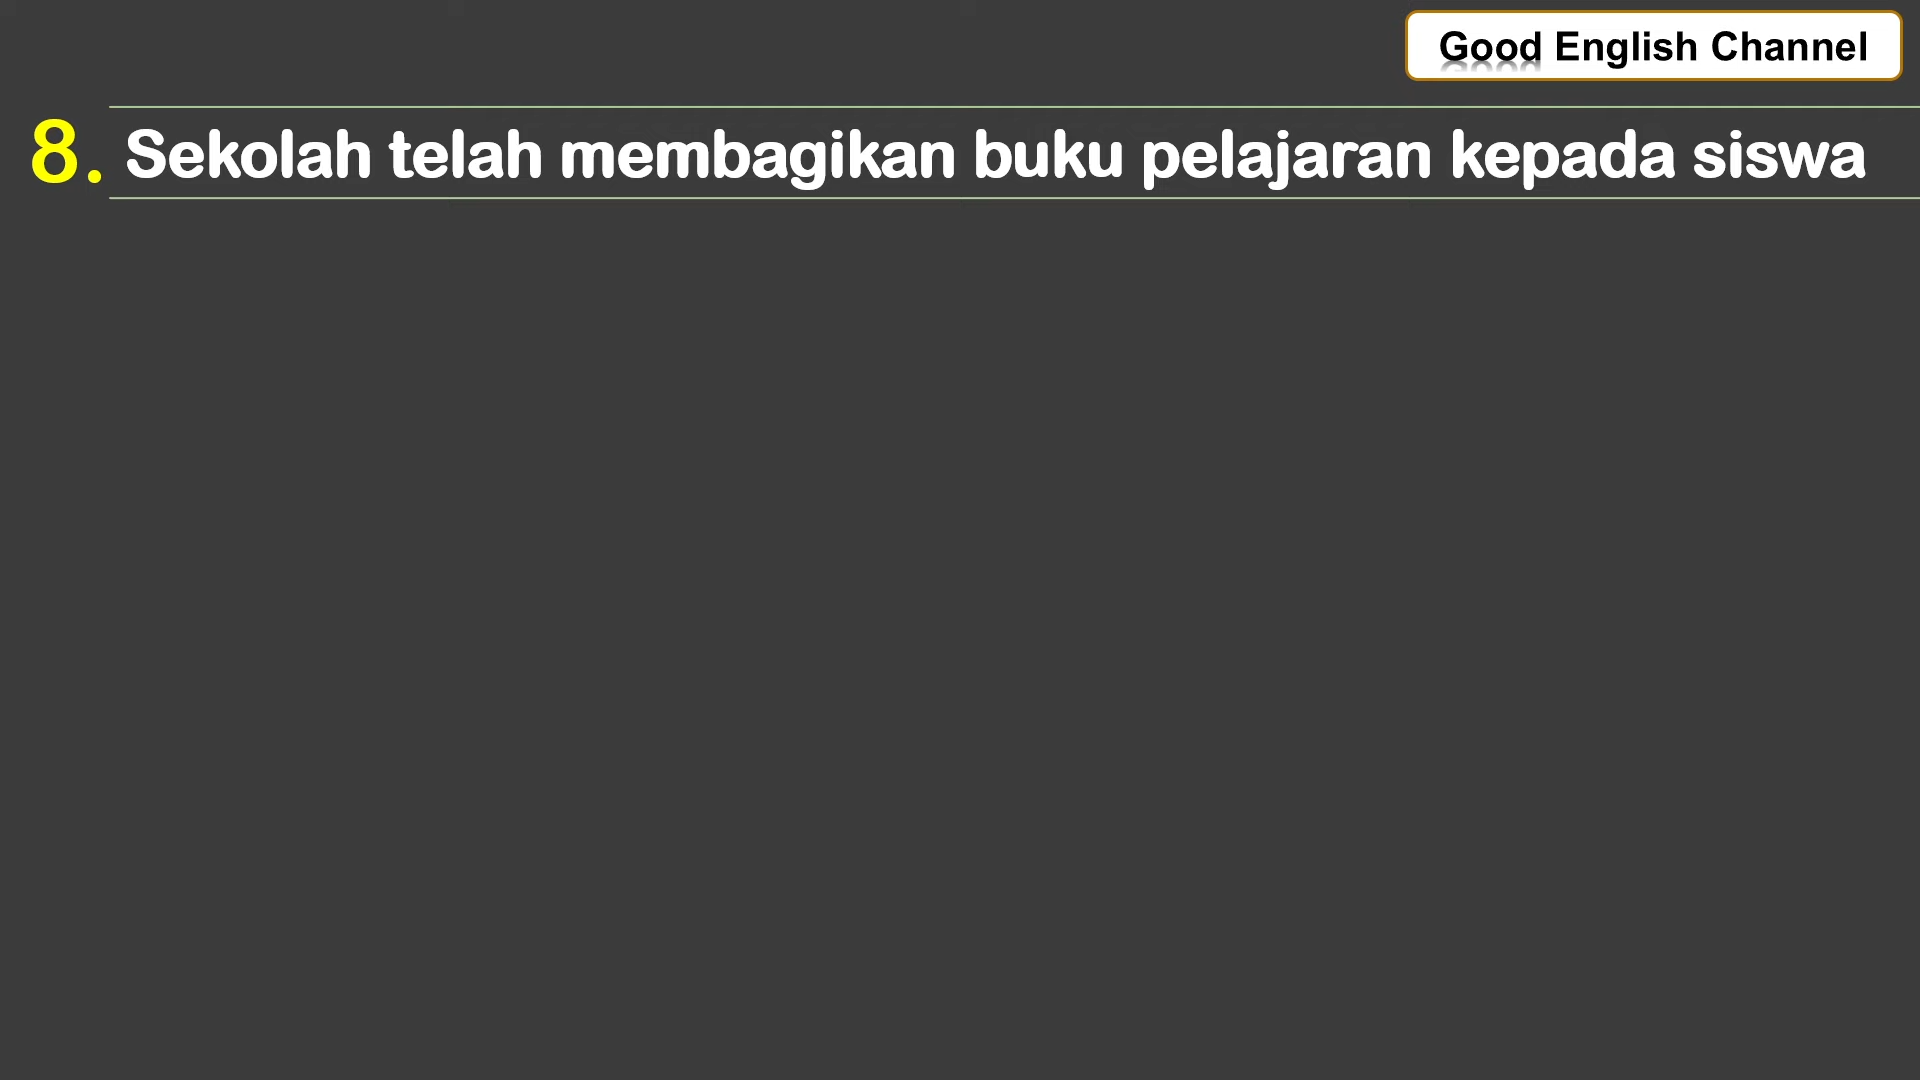 Good English Channel
8. Sekolah telah membagikan buku pelajaran kepada siswa